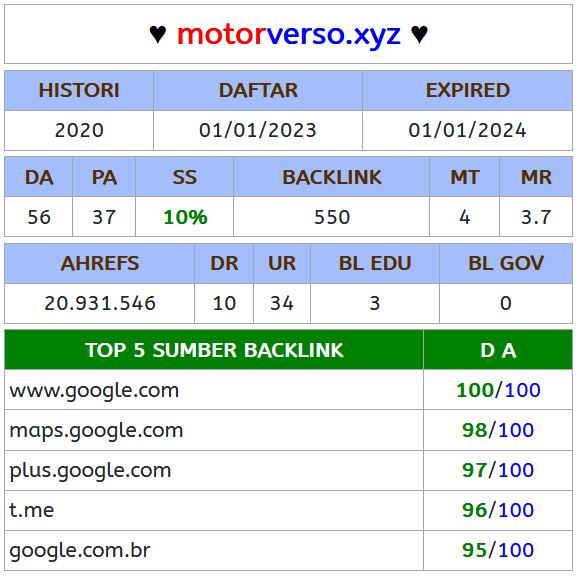 ♥ motorverso.xyz ♥
HISTORI DAFTAR EXPIRED
2020 01/01/2023 01/01/2024
DA PA SS BACKLINK MT MR
56 37 10% 550 4 3.7
AHREFS DR UR BL EDU BL GOV
20.931.546 10 34 3 0
TOP 5 SUMBER BACKLINK D A
www.google.com 100/100
maps.google.com 98/100
plus.google.com 97/100
t.me 96/100
google.com.br 95/100